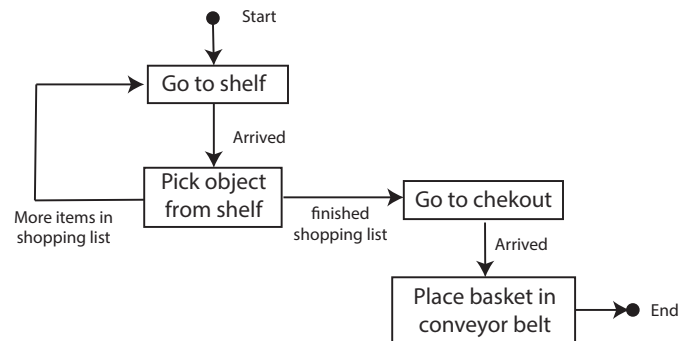 Start
Go to shelf
Arrived
Pick object
from shelf
More items in
shopping list
finished
shopping list
Go to chekout
Arrived
Place basket in
conveyor belt
End